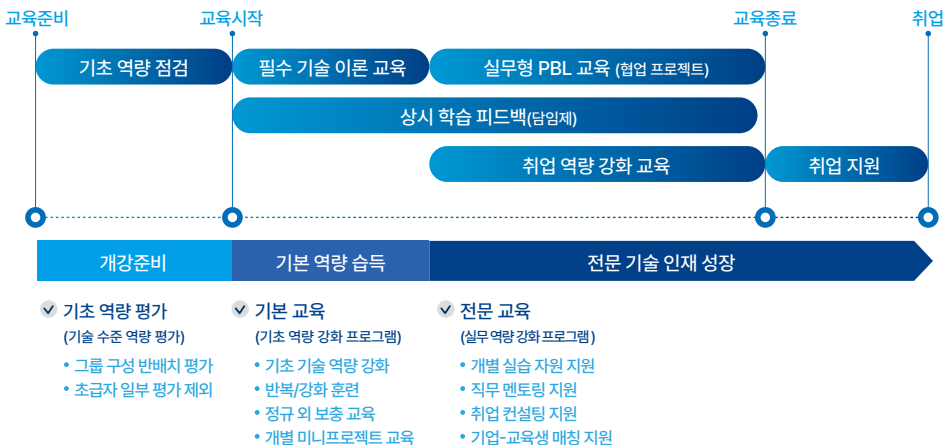 교육준비
교육시작
교육종료
취업
기초 역량 점검
필수 기술 이론 교육
실무형 PBL 교육 (협업 프로젝트)
상시 학습 피드백(담임제)
취업 역량 강화 교육
취업 지원
개강준비
기본 역량 습득
전문 기술 인재 성장
기초 역량 평가
(기술 수준 역량 평가)
• 그룹 구성 반배치 평가
• 초급자 일부 평가 제외
기본 교육
(기초 역량 강화 프로그램)
• 기초 기술 역량 강화
• 반복/강화 훈련
• 정규 외 보충 교육
• 개별 미니프로젝트 교육
전문 교육
(실무 역량 강화 프로그램)
• 개별 실습 자원 지원
• 직무 멘토링 지원
• 취업 컨설팅 지원
• 기업-교육생 매칭 지원